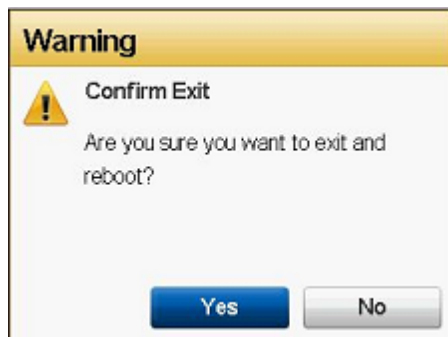 Warning
Confirm Exit
Are you sure you want to exit and
reboot?
Yes
No